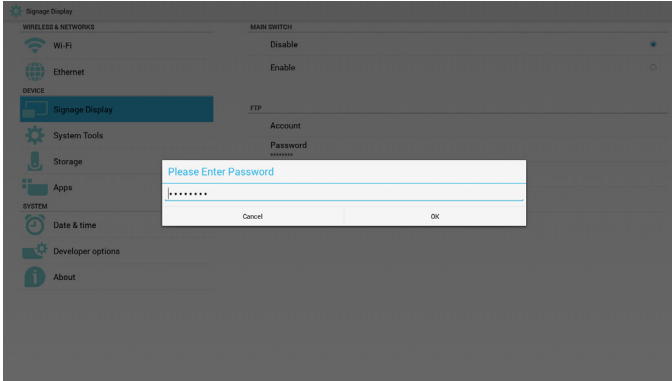 Signage Display
WIRELESS & NETWORKS
Wi-Fi
Ethernet
DEVICE
Signage Display
System Tools
Storage
Apps
SYSTEM
Date & time
Developer options
About
MAIN SWITCH
Disable
Enable
FTP
Account
Password
********
Please Enter Password
••••••••
Cancel
OK